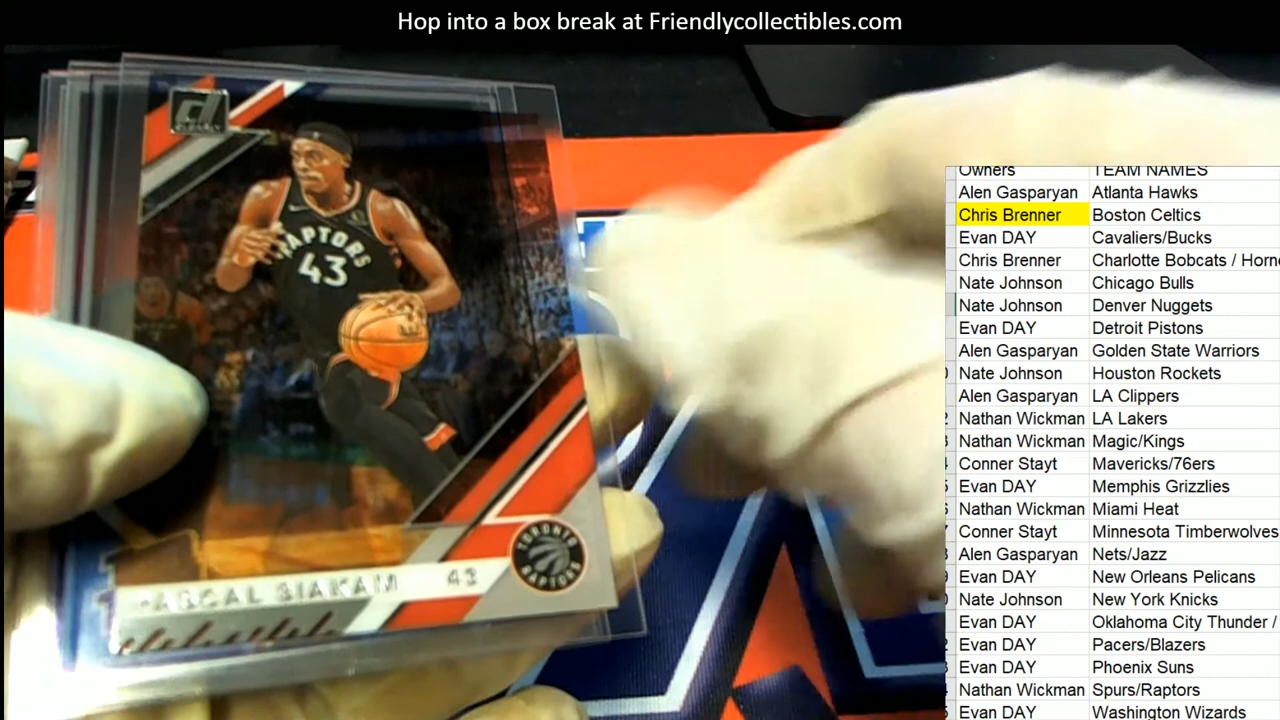 Hop into a box break at Friendlycollectibles.com
CLEARLY
RAPTORS
43
PASCAL SIAKAM 43
TORONTO
RAPTORS
Owners TEAM NAMES
Alen Gasparyan Atlanta Hawks
Chris Brenner Boston Celtics
Evan DAY Cavaliers/Bucks
Chris Brenner Charlotte Bobcats / Horne
Nate Johnson Chicago Bulls
Nate Johnson Denver Nuggets
Evan DAY Detroit Pistons
Alen Gasparyan Golden State Warriors
Nate Johnson Houston Rockets
Alen Gasparyan LA Clippers
Nathan Wickman LA Lakers
Nathan Wickman Magic/Kings
Conner Stayt Mavericks/76ers
Evan DAY Memphis Grizzlies
Nathan Wickman Miami Heat
Conner Stayt Minnesota Timberwolves
Alen Gasparyan Nets/Jazz
Evan DAY New Orleans Pelicans
Nate Johnson New York Knicks
Evan DAY Oklahoma City Thunder /
Evan DAY Pacers/Blazers
Evan DAY Phoenix Suns
Nathan Wickman Spurs/Raptors
Evan DAY Washington Wizards